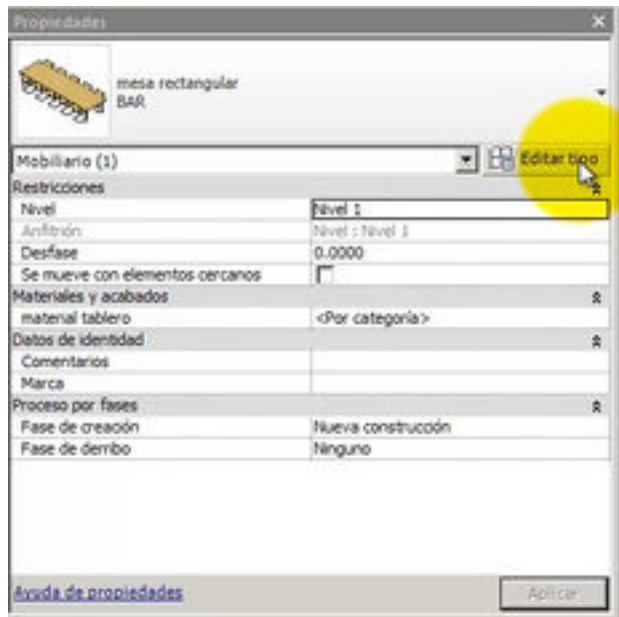 Propiedades
mesa rectangular
BAR
Mobiliario (1)
Editar tipo
Restricciones
Nivel Nivel 1
Anfitrión Nivel : Nivel 1
Desfase 0.0000
Se mueve con elementos cercanos
Materiales y acabados
material tablero <Por categoría>
Datos de identidad
Comentarios
Marca
Proceso por fases
Fase de creación Nueva construcción
Fase de derribo Ninguno
Ayuda de propiedades Aplicar